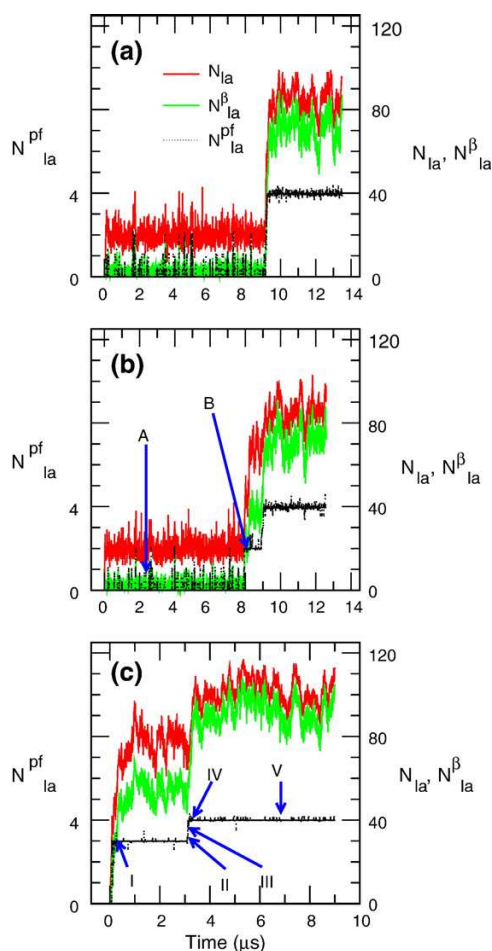 (a)
N_la
N^β_la
N^pf_la
N^pf_la
4
0
120
80
40
0
N_la, N^β_la
0 2 4 6 8 10 12 14
(b)
A
B
N^pf_la
4
0
120
80
40
0
N_la, N^β_la
0 2 4 6 8 10 12 14
(c)
IV
V
I
II
III
N^pf_la
4
0
120
80
40
0
N_la, N^β_la
0 2 4 6 8 10
Time (μs)